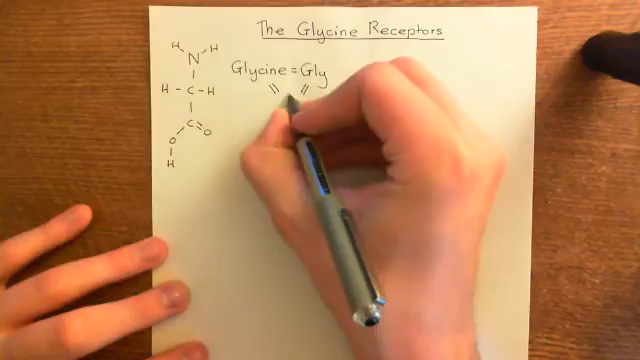 The Glycine Receptors
H H
N
Glycine = Gly
H - C - H
C
O O
H